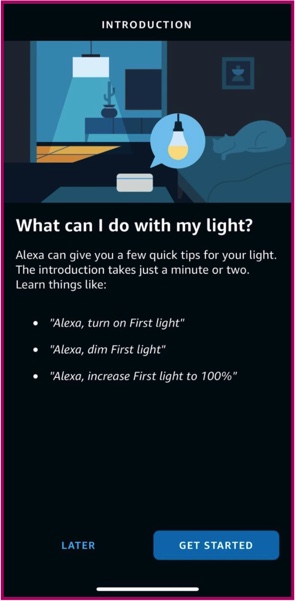 INTRODUCTION
What can I do with my light?
Alexa can give you a few quick tips for your light.
The introduction takes just a minute or two.
Learn things like:
• "Alexa, turn on First light"
• "Alexa, dim First light"
• "Alexa, increase First light to 100%"
LATER
GET STARTED